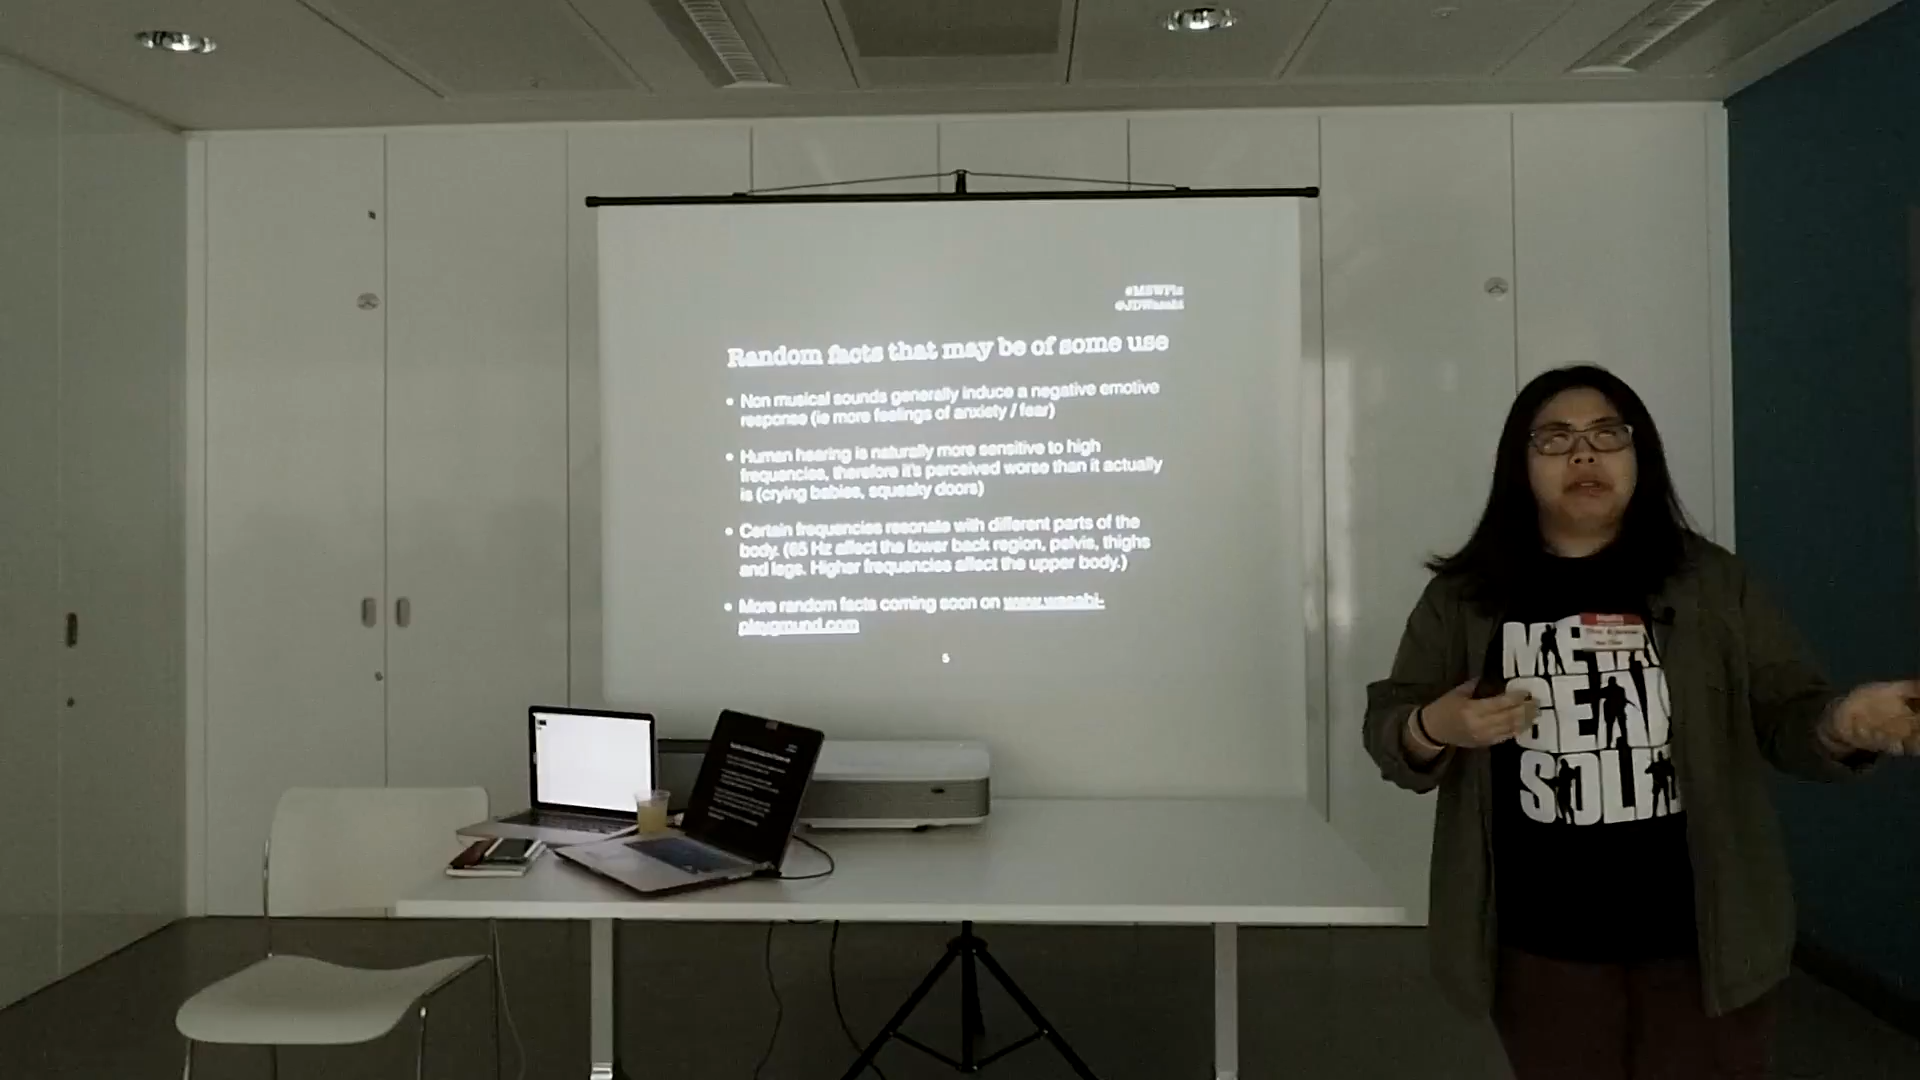 #MSWFix
@JDWasabi
Random facts that may be of some use
• Non musical sounds generally induce a negative emotive
response (ie more feelings of anxiety / fear)
• Human hearing is naturally more sensitive to high
frequencies, therefore it's perceived worse than it actually
is (crying babies, squeaky doors)
• Certain frequencies resonate with different parts of the
body. (65 Hz affect the lower back region, pelvis, thighs
and legs. Higher frequencies affect the upper body.)
• More random facts coming soon on www.wasabi-
playground.com
5
GEAR
SOLI